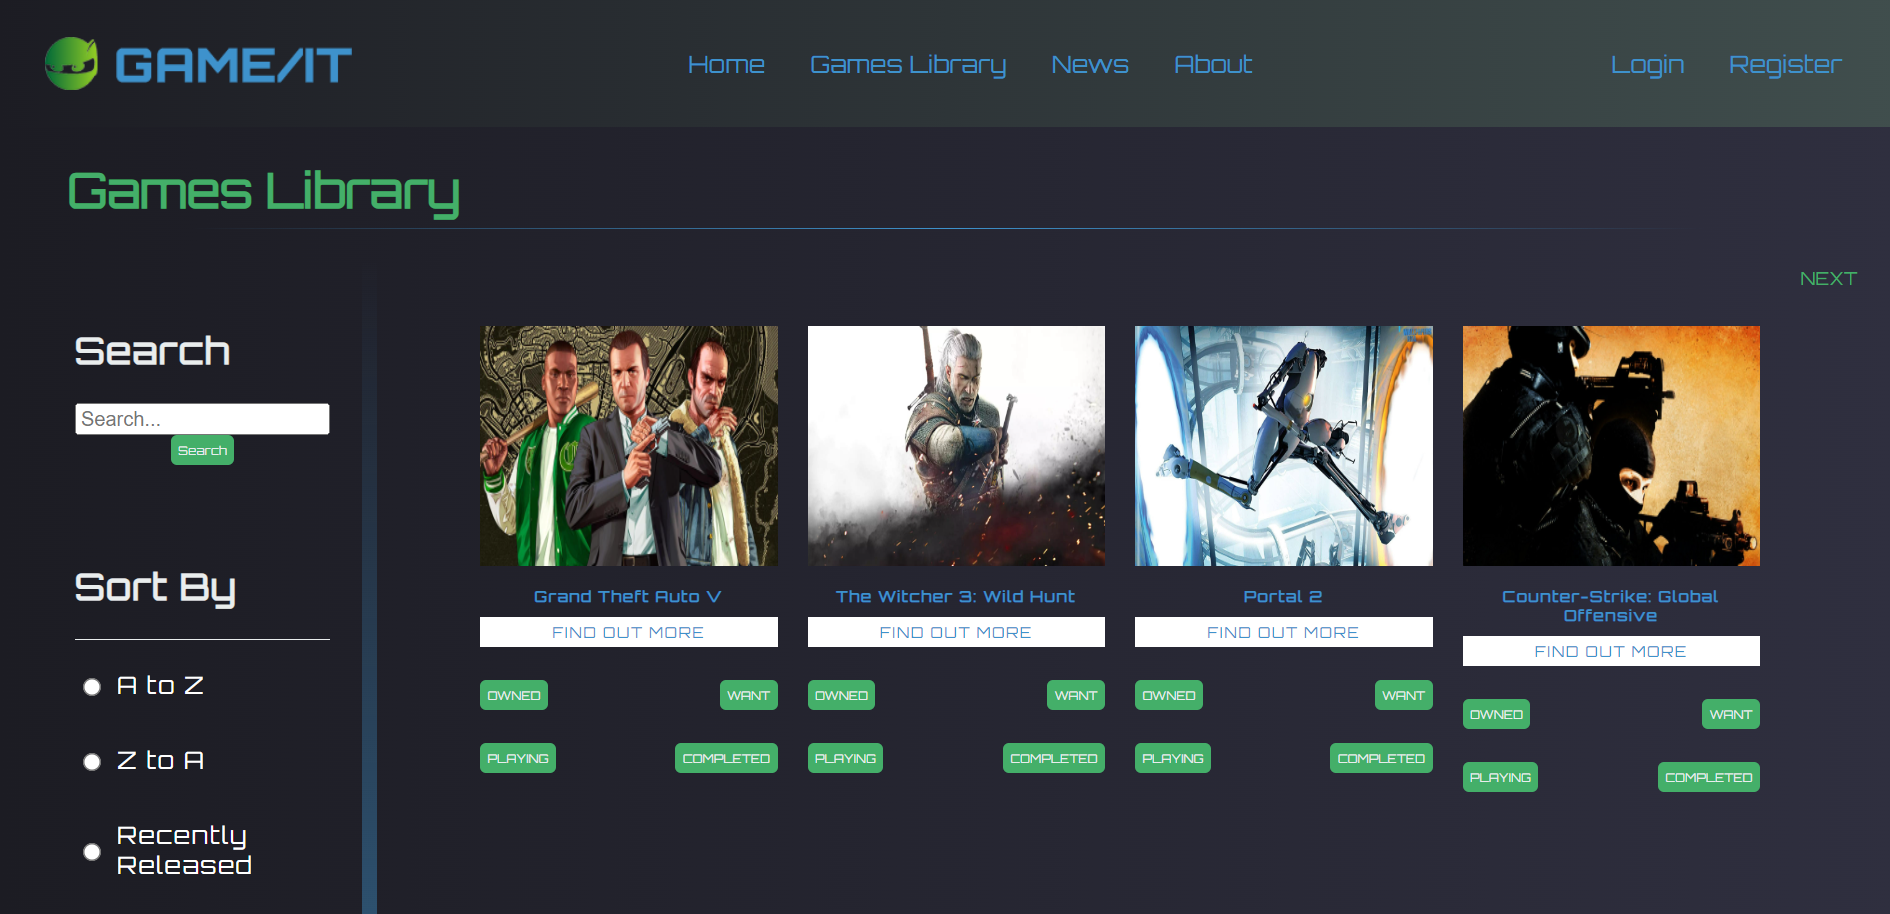 GAME/IT
Home Games Library News About
Login Register
Games Library
NEXT
Search
Search...
Search
Sort By
A to Z
Z to A
Recently
Released
Grand Theft Auto V
FIND OUT MORE
OWNED WANT
PLAYING COMPLETED
The Witcher 3: Wild Hunt
FIND OUT MORE
OWNED WANT
PLAYING COMPLETED
Portal 2
FIND OUT MORE
OWNED WANT
PLAYING COMPLETED
Counter-Strike: Global
Offensive
FIND OUT MORE
OWNED WANT
PLAYING COMPLETED